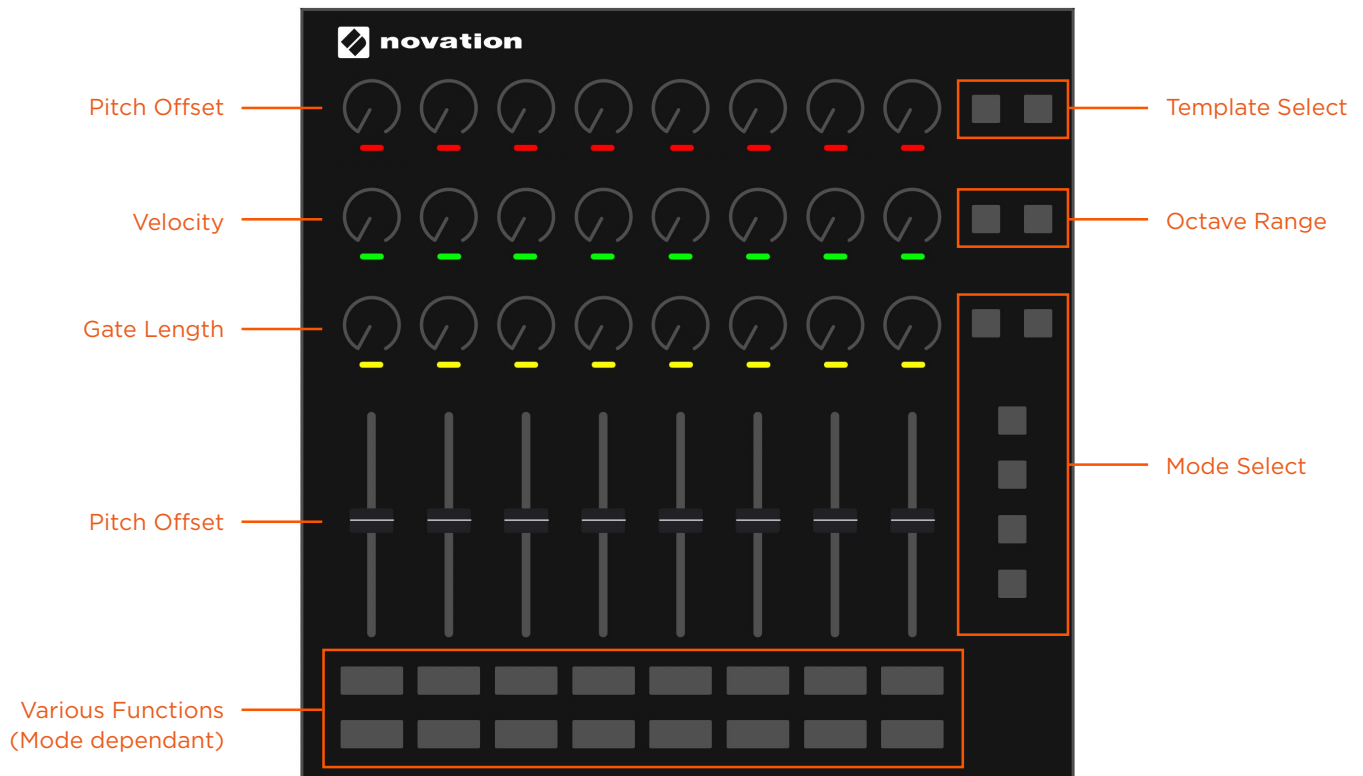 novation
Pitch Offset
Template Select
Velocity
Octave Range
Gate Length
Mode Select
Pitch Offset
Various Functions
(Mode dependant)